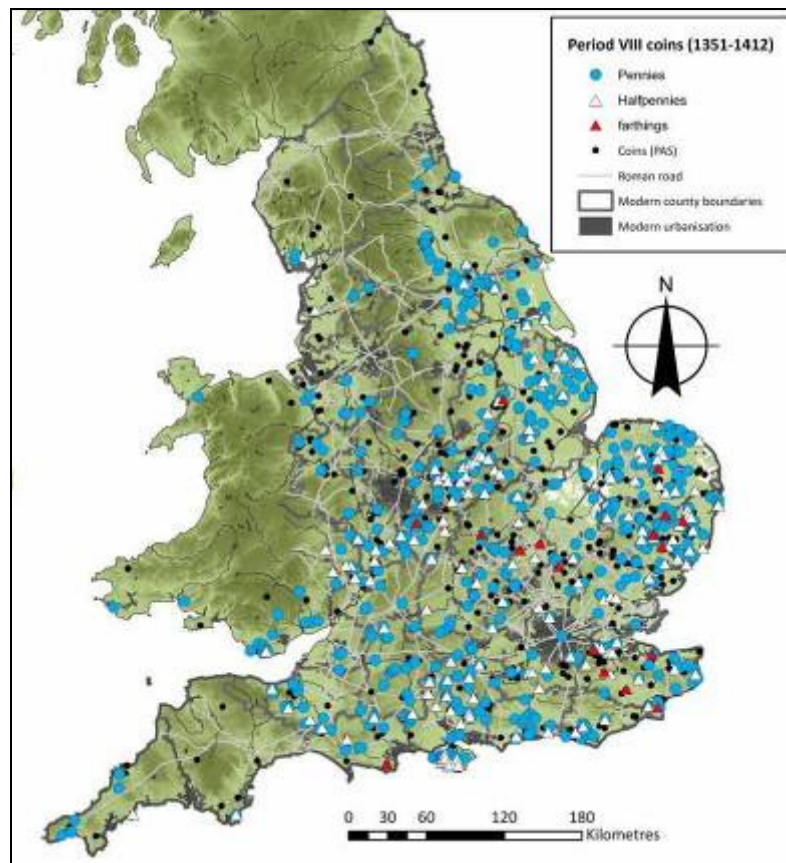 Period VIII coins (1351-1412)
Pennies
Halfpennies
farthings
Coins (PAS)
Roman road
Modern county boundaries
Modern urbanisation
N
0 30 60 120 180
Kilometres